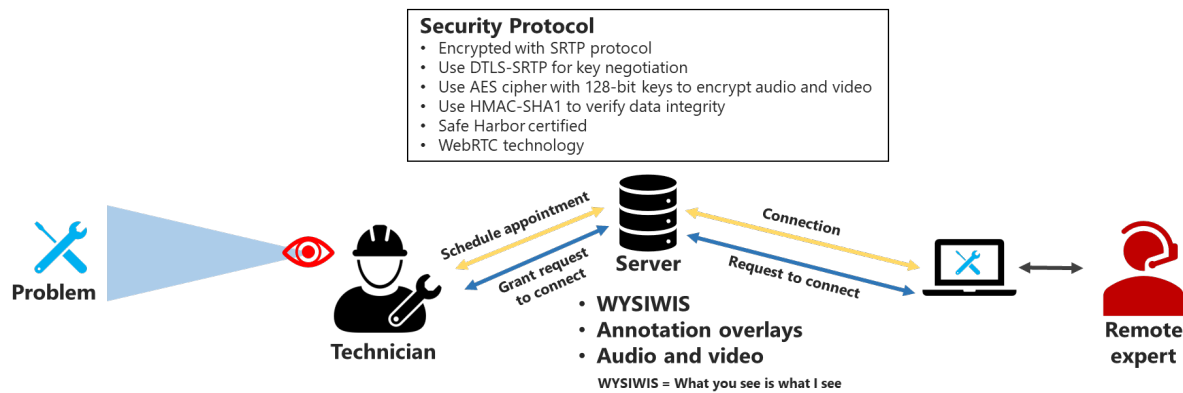 Security Protocol
• Encrypted with SRTP protocol
• Use DTLS-SRTP for key negotiation
• Use AES cipher with 128-bit keys to encrypt audio and video
• Use HMAC-SHA1 to verify data integrity
• Safe Harbor certified
• WebRTC technology
Problem
Technician
Schedule appointment
Grant request
to connect
Server
• WYSIWIS
• Annotation overlays
• Audio and video
WYSIWIS = What you see is what I see
Connection
Request to connect
Remote
expert